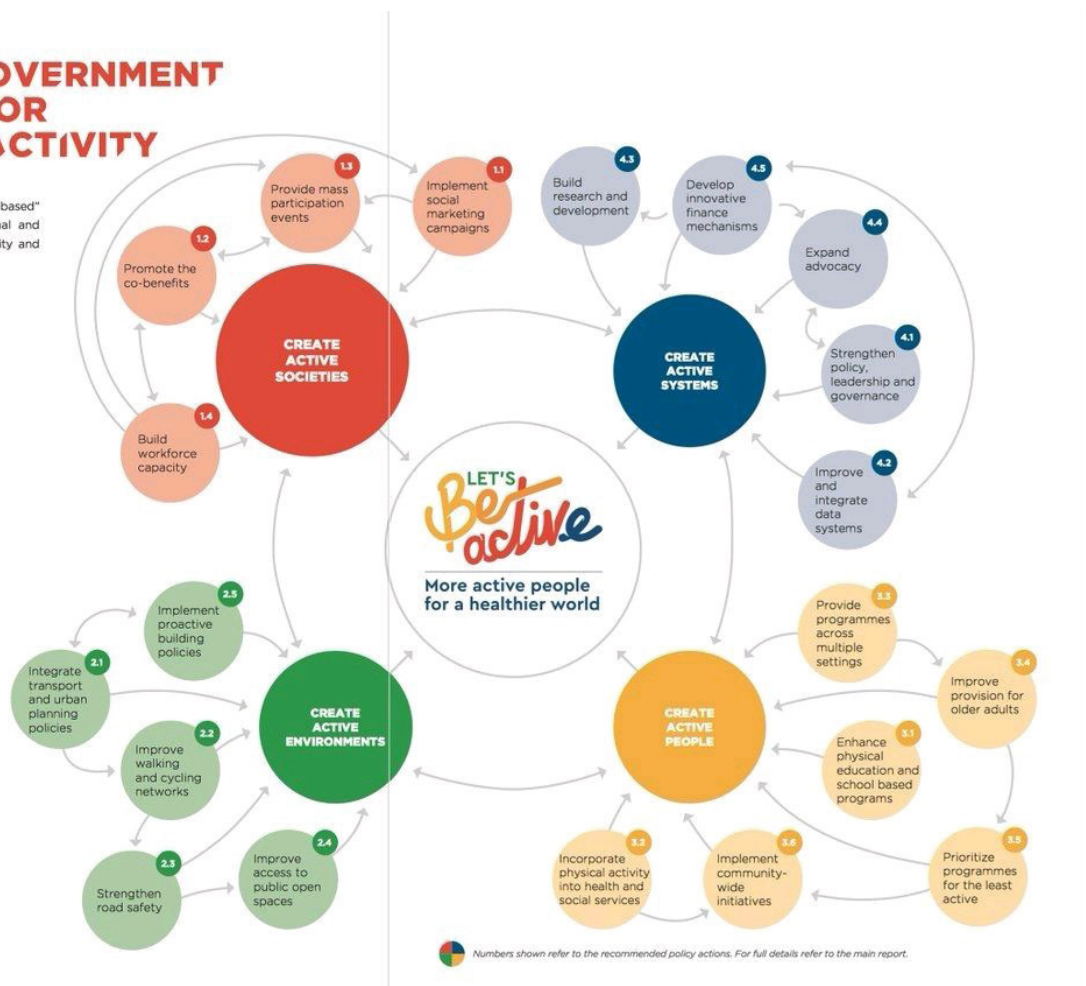 OVERNMENT
OR
ACTIVITY
based"
al and
ity and
1.3
Provide mass
participation
events
1.1
Implement
social
marketing
campaigns
1.2
Promote the
co-benefits
CREATE
ACTIVE
SOCIETIES
1.4
Build
workforce
capacity
4.3
Build
research and
development
4.5
Develop
innovative
finance
mechanisms
4.4
Expand
advocacy
CREATE
ACTIVE
SYSTEMS
4.1
Strengthen
policy,
leadership and
governance
4.2
Improve
and
integrate
data
systems
LET'S
Be
active
More active people
for a healthier world
2.5
Implement
proactive
building
policies
2.1
Integrate
transport
and urban
planning
policies
2.2
Improve
walking
and cycling
networks
CREATE
ACTIVE
ENVIRONMENTS
2.3
Strengthen
road safety
2.4
Improve
access to
public open
spaces
3.3
Provide
programmes
across
multiple
settings
3.4
Improve
provision for
older adults
CREATE
ACTIVE
PEOPLE
3.1
Enhance
physical
education and
school based
programs
3.2
Incorporate
physical activity
into health and
social services
3.6
Implement
community-
wide
initiatives
3.5
Prioritize
programmes
for the least
active
Numbers shown refer to the recommended policy actions. For full details refer to the main report.